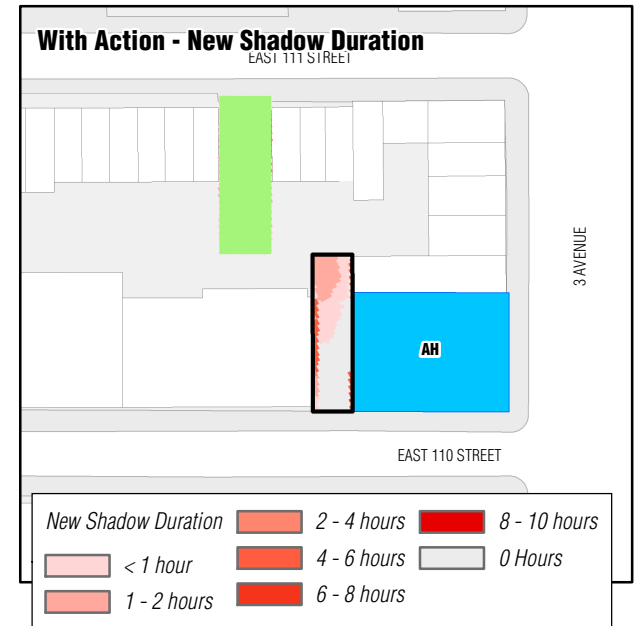 With Action - New Shadow Duration
EAST 111 STREET
3 AVENUE
AH
EAST 110 STREET
New Shadow Duration
< 1 hour
1 - 2 hours
2 - 4 hours
4 - 6 hours
6 - 8 hours
8 - 10 hours
0 Hours